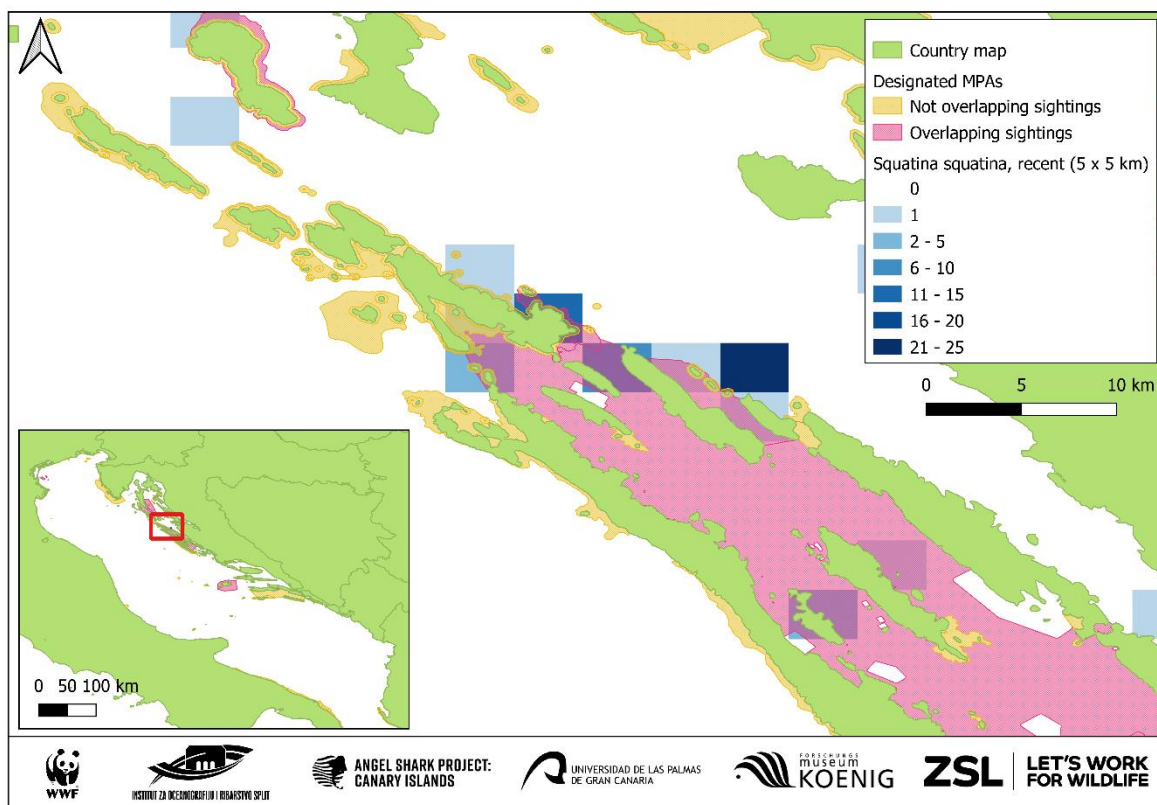 Country map
Designated MPAs
Not overlapping sightings
Overlapping sightings
Squatina squatina, recent (5 x 5 km)
0
1
2 - 5
6 - 10
11 - 15
16 - 20
21 - 25
0 5 10 km
0 50 100 km
WWF
INSTITUT ZA OCEANOGRAFIJU I RIBARSTVO SPLIT
ANGEL SHARK PROJECT:
CANARY ISLANDS
UNIVERSIDAD DE LAS PALMAS
DE GRAN CANARIA
FORSCHUNGS
museum
KOENIG
ZSL
LET'S WORK
FOR WILDLIFE